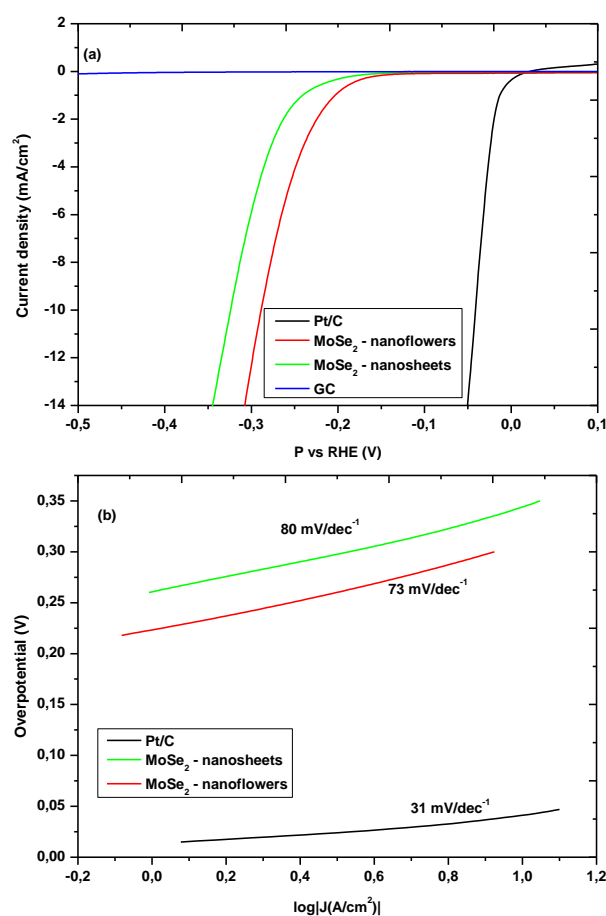 (a)
2
0
-2
-4
-6
-8
-10
-12
-14
Current density (mA/cm²)
Pt/C
MoSe₂ - nanoflowers
MoSe₂ - nanosheets
GC
-0,5 -0,4 -0,3 -0,2 -0,1 0,0 0,1
P vs RHE (V)
(b)
0,35
0,30
0,25
0,20
0,15
0,10
0,05
0,00
Overpotential (V)
80 mV/dec⁻¹
73 mV/dec⁻¹
Pt/C
MoSe₂ - nanosheets
MoSe₂ - nanoflowers
31 mV/dec⁻¹
-0,2 0,0 0,2 0,4 0,6 0,8 1,0 1,2
log|J(A/cm²)|